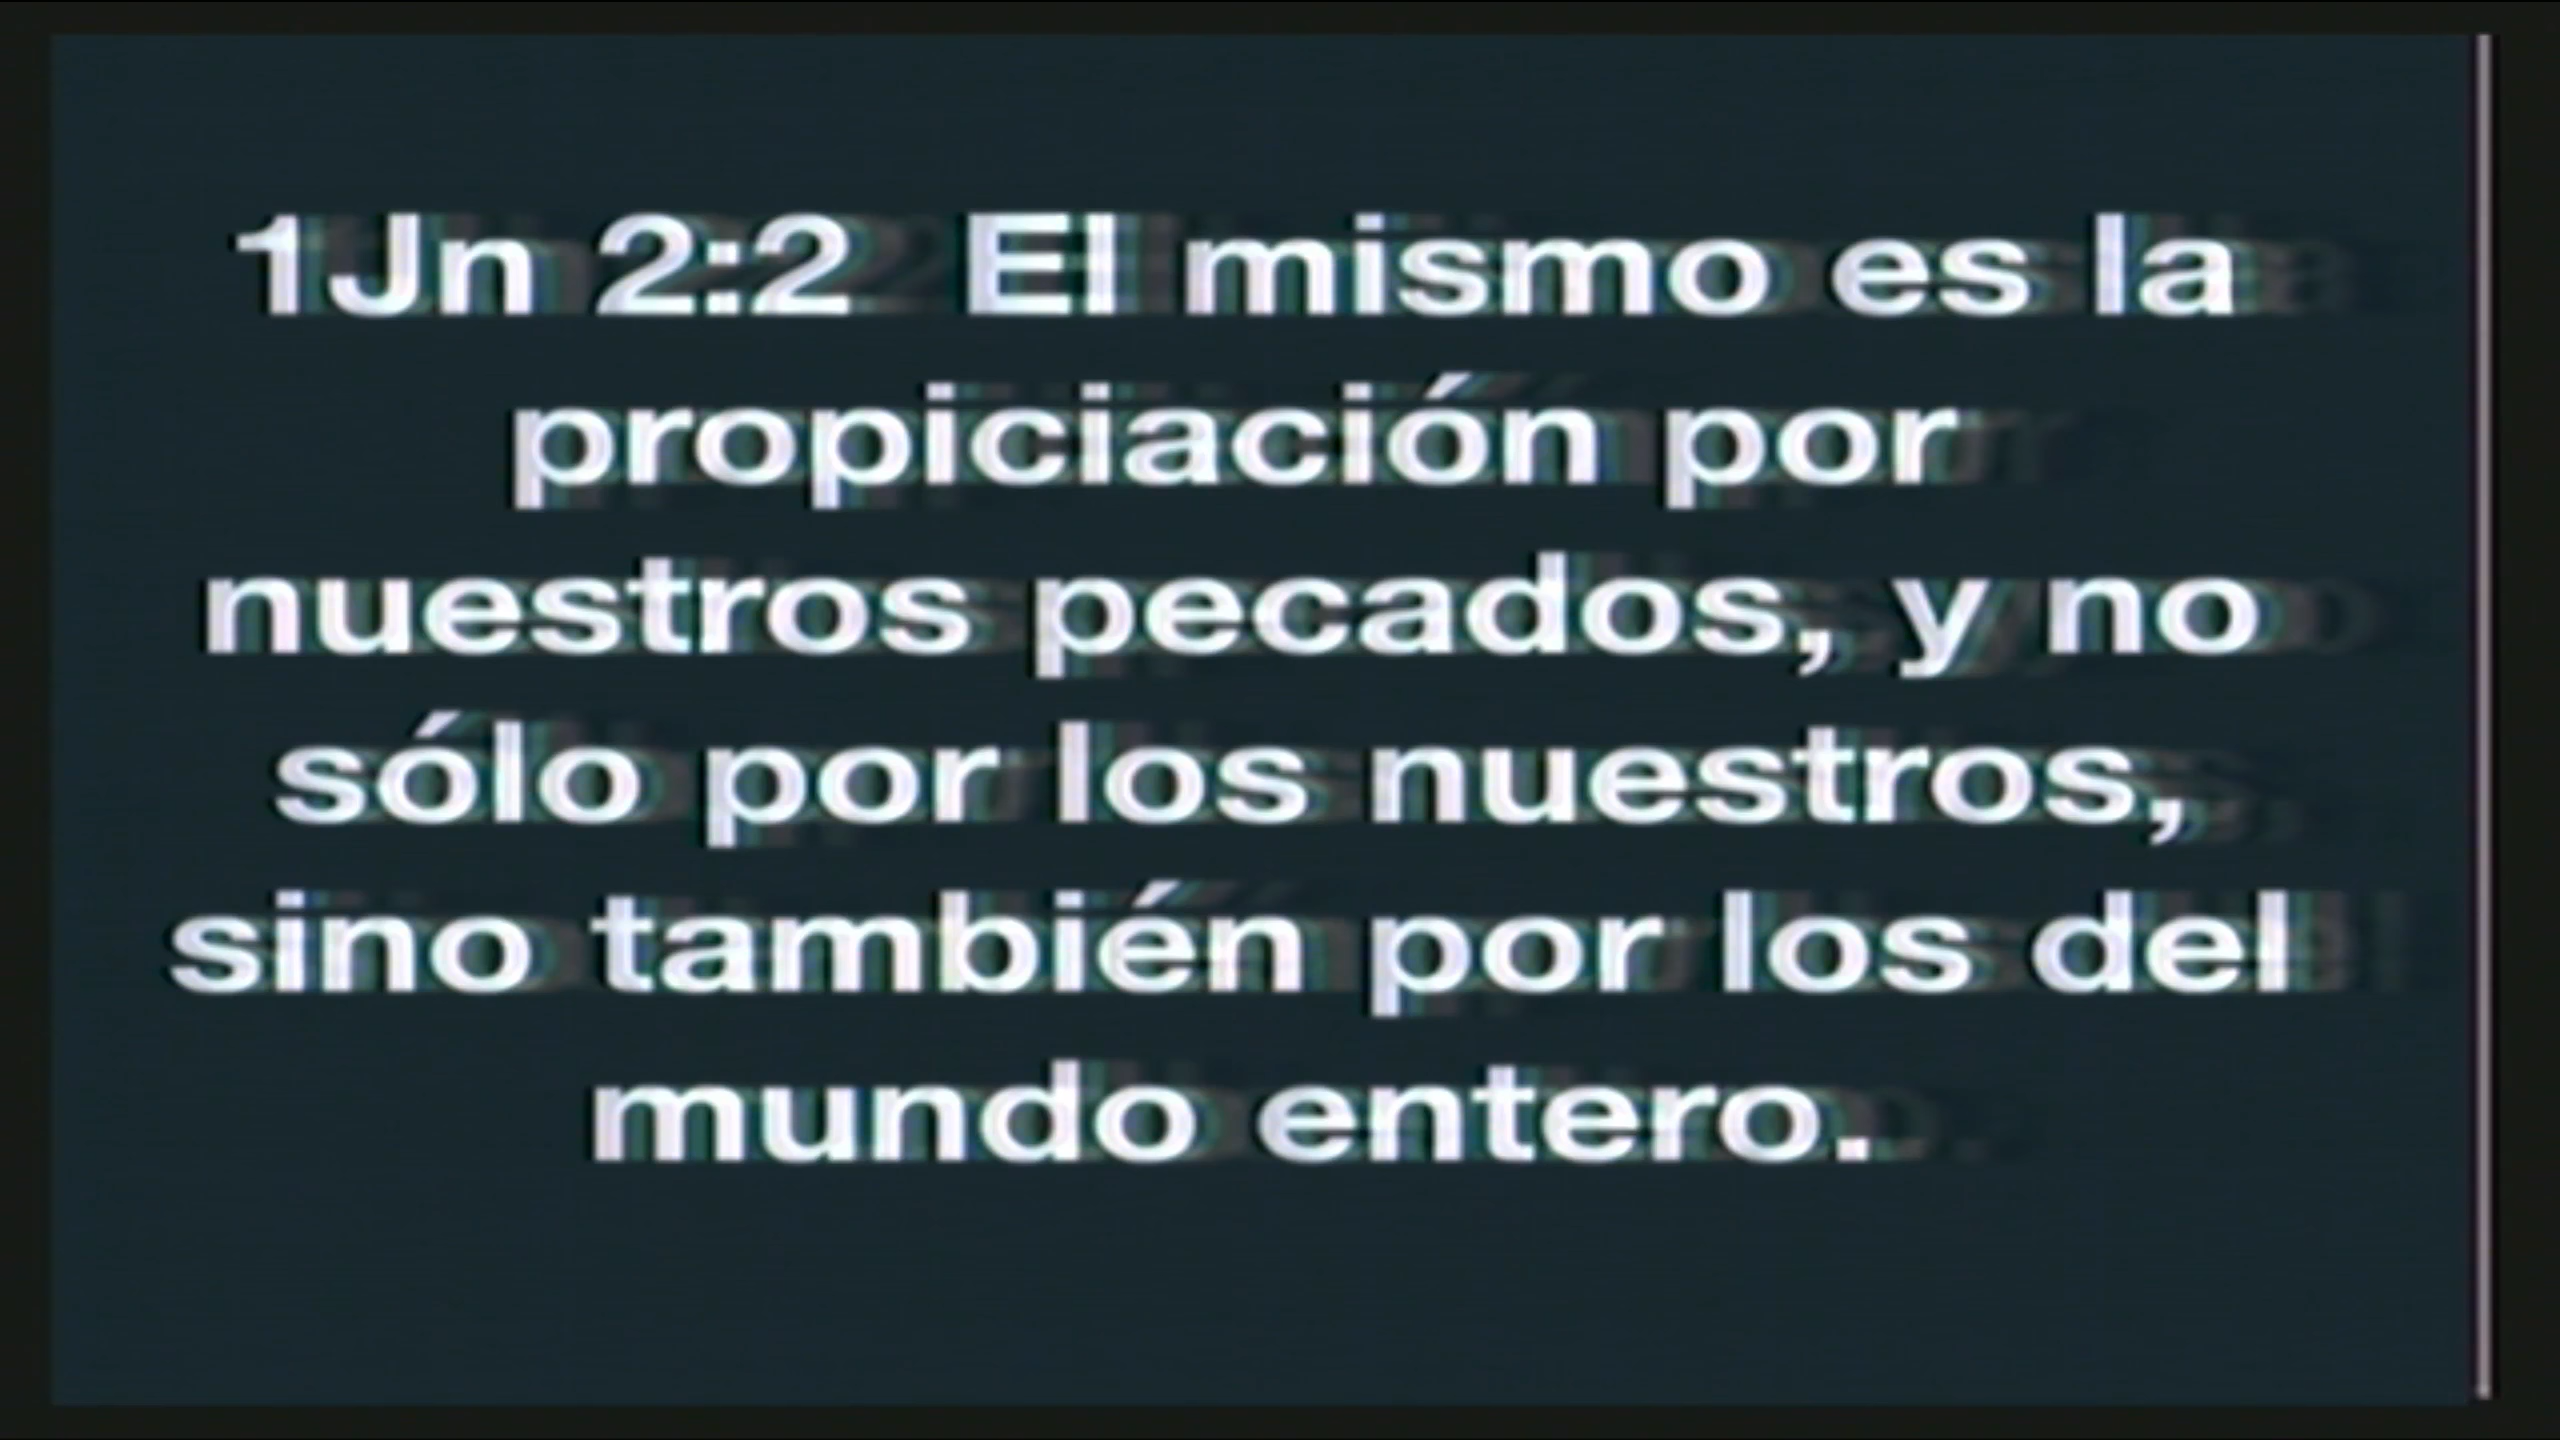 1Jn 2:2 El mismo es la
propiciación por
nuestros pecados, y no
sólo por los nuestros,
sino también por los del
mundo entero.